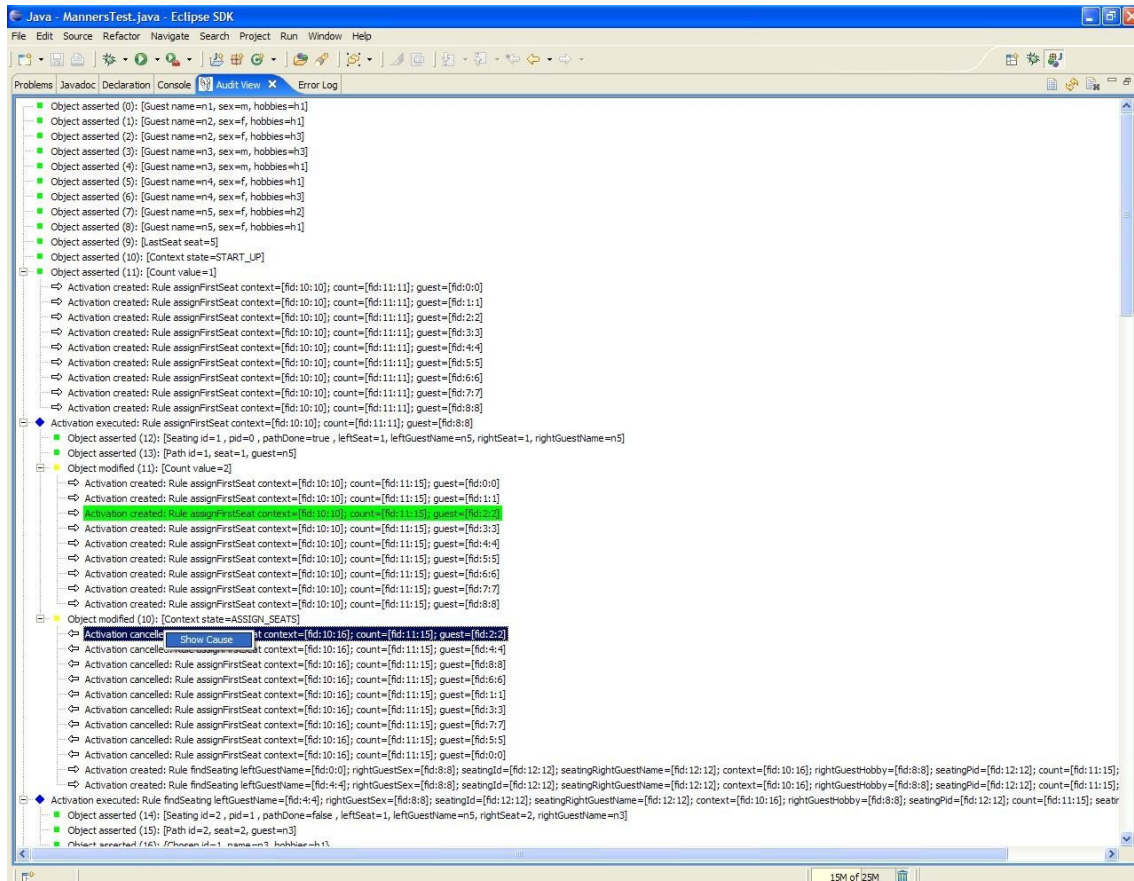 Java - MannersTest.java - Eclipse SDK
File Edit Source Refactor Navigate Search Project Run Window Help
Problems Javadoc Declaration Console Audit View Error Log
Object asserted (0): [Guest name=n1, sex=m, hobbies=h1]
Object asserted (1): [Guest name=n2, sex=f, hobbies=h1]
Object asserted (2): [Guest name=n2, sex=f, hobbies=h3]
Object asserted (3): [Guest name=n3, sex=m, hobbies=h3]
Object asserted (4): [Guest name=n3, sex=m, hobbies=h1]
Object asserted (5): [Guest name=n4, sex=f, hobbies=h1]
Object asserted (6): [Guest name=n4, sex=f, hobbies=h3]
Object asserted (7): [Guest name=n5, sex=f, hobbies=h2]
Object asserted (8): [Guest name=n5, sex=f, hobbies=h1]
Object asserted (9): [LastSeat seat=5]
Object asserted (10): [Context state=START_UP]
Object asserted (11): [Count value=1]
Activation created: Rule assignFirstSeat context=[fid:10:10]; count=[fid:11:11]; guest=[fid:0:0]
Activation created: Rule assignFirstSeat context=[fid:10:10]; count=[fid:11:11]; guest=[fid:1:1]
Activation created: Rule assignFirstSeat context=[fid:10:10]; count=[fid:11:11]; guest=[fid:2:2]
Activation created: Rule assignFirstSeat context=[fid:10:10]; count=[fid:11:11]; guest=[fid:3:3]
Activation created: Rule assignFirstSeat context=[fid:10:10]; count=[fid:11:11]; guest=[fid:4:4]
Activation created: Rule assignFirstSeat context=[fid:10:10]; count=[fid:11:11]; guest=[fid:5:5]
Activation created: Rule assignFirstSeat context=[fid:10:10]; count=[fid:11:11]; guest=[fid:6:6]
Activation created: Rule assignFirstSeat context=[fid:10:10]; count=[fid:11:11]; guest=[fid:7:7]
Activation created: Rule assignFirstSeat context=[fid:10:10]; count=[fid:11:11]; guest=[fid:8:8]
Activation executed: Rule assignFirstSeat context=[fid:10:10]; count=[fid:11:11]; guest=[fid:8:8]
Object asserted (12): [Seating id=1 , pid=0 , pathDone=true , leftSeat=1, leftGuestName=n5, rightSeat=1, rightGuestName=n5]
Object asserted (13): [Path id=1, seat=1, guest=n5]
Object modified (11): [Count value=2]
Activation created: Rule assignFirstSeat context=[fid:10:10]; count=[fid:11:15]; guest=[fid:0:0]
Activation created: Rule assignFirstSeat context=[fid:10:10]; count=[fid:11:15]; guest=[fid:1:1]
Activation created: Rule assignFirstSeat context=[fid:10:10]; count=[fid:11:15]; guest=[fid:2:2]
Activation created: Rule assignFirstSeat context=[fid:10:10]; count=[fid:11:15]; guest=[fid:3:3]
Activation created: Rule assignFirstSeat context=[fid:10:10]; count=[fid:11:15]; guest=[fid:4:4]
Activation created: Rule assignFirstSeat context=[fid:10:10]; count=[fid:11:15]; guest=[fid:5:5]
Activation created: Rule assignFirstSeat context=[fid:10:10]; count=[fid:11:15]; guest=[fid:6:6]
Activation created: Rule assignFirstSeat context=[fid:10:10]; count=[fid:11:15]; guest=[fid:7:7]
Activation created: Rule assignFirstSeat context=[fid:10:10]; count=[fid:11:15]; guest=[fid:8:8]
Object modified (10): [Context state=ASSIGN_SEATS]
Activation cancelle Show Cause at context=[fid:10:16]; count=[fid:11:15]; guest=[fid:2:2]
Activation cancelled: Rule assignFirstSeat context=[fid:10:16]; count=[fid:11:15]; guest=[fid:4:4]
Activation cancelled: Rule assignFirstSeat context=[fid:10:16]; count=[fid:11:15]; guest=[fid:8:8]
Activation cancelled: Rule assignFirstSeat context=[fid:10:16]; count=[fid:11:15]; guest=[fid:6:6]
Activation cancelled: Rule assignFirstSeat context=[fid:10:16]; count=[fid:11:15]; guest=[fid:1:1]
Activation cancelled: Rule assignFirstSeat context=[fid:10:16]; count=[fid:11:15]; guest=[fid:3:3]
Activation cancelled: Rule assignFirstSeat context=[fid:10:16]; count=[fid:11:15]; guest=[fid:7:7]
Activation cancelled: Rule assignFirstSeat context=[fid:10:16]; count=[fid:11:15]; guest=[fid:5:5]
Activation cancelled: Rule assignFirstSeat context=[fid:10:16]; count=[fid:11:15]; guest=[fid:0:0]
Activation created: Rule findSeating leftGuestName=[fid:0:0]; rightGuestSex=[fid:8:8]; seatingId=[fid:12:12]; seatingRightGuestName=[fid:12:12]; context=[fid:10:16]; rightGuestHobby=[fid:8:8]; seatingPid=[fid:12:12]; count=[fid:11:15];
Activation created: Rule findSeating leftGuestName=[fid:4:4]; rightGuestSex=[fid:8:8]; seatingId=[fid:12:12]; seatingRightGuestName=[fid:12:12]; context=[fid:10:16]; rightGuestHobby=[fid:8:8]; seatingPid=[fid:12:12]; count=[fid:11:15];
Activation executed: Rule findSeating leftGuestName=[fid:4:4]; rightGuestSex=[fid:8:8]; seatingId=[fid:12:12]; seatingRightGuestName=[fid:12:12]; context=[fid:10:16]; rightGuestHobby=[fid:8:8]; seatingPid=[fid:12:12]; count=[fid:11:15]; seatin
Object asserted (14): [Seating id=2 , pid=1 , pathDone=false , leftSeat=1, leftGuestName=n5, rightSeat=2, rightGuestName=n3]
Object asserted (15): [Path id=2, seat=2, guest=n3]
Object asserted (16): {Chosen id=1, name=n3, hobbies=h1}
15M of 25M